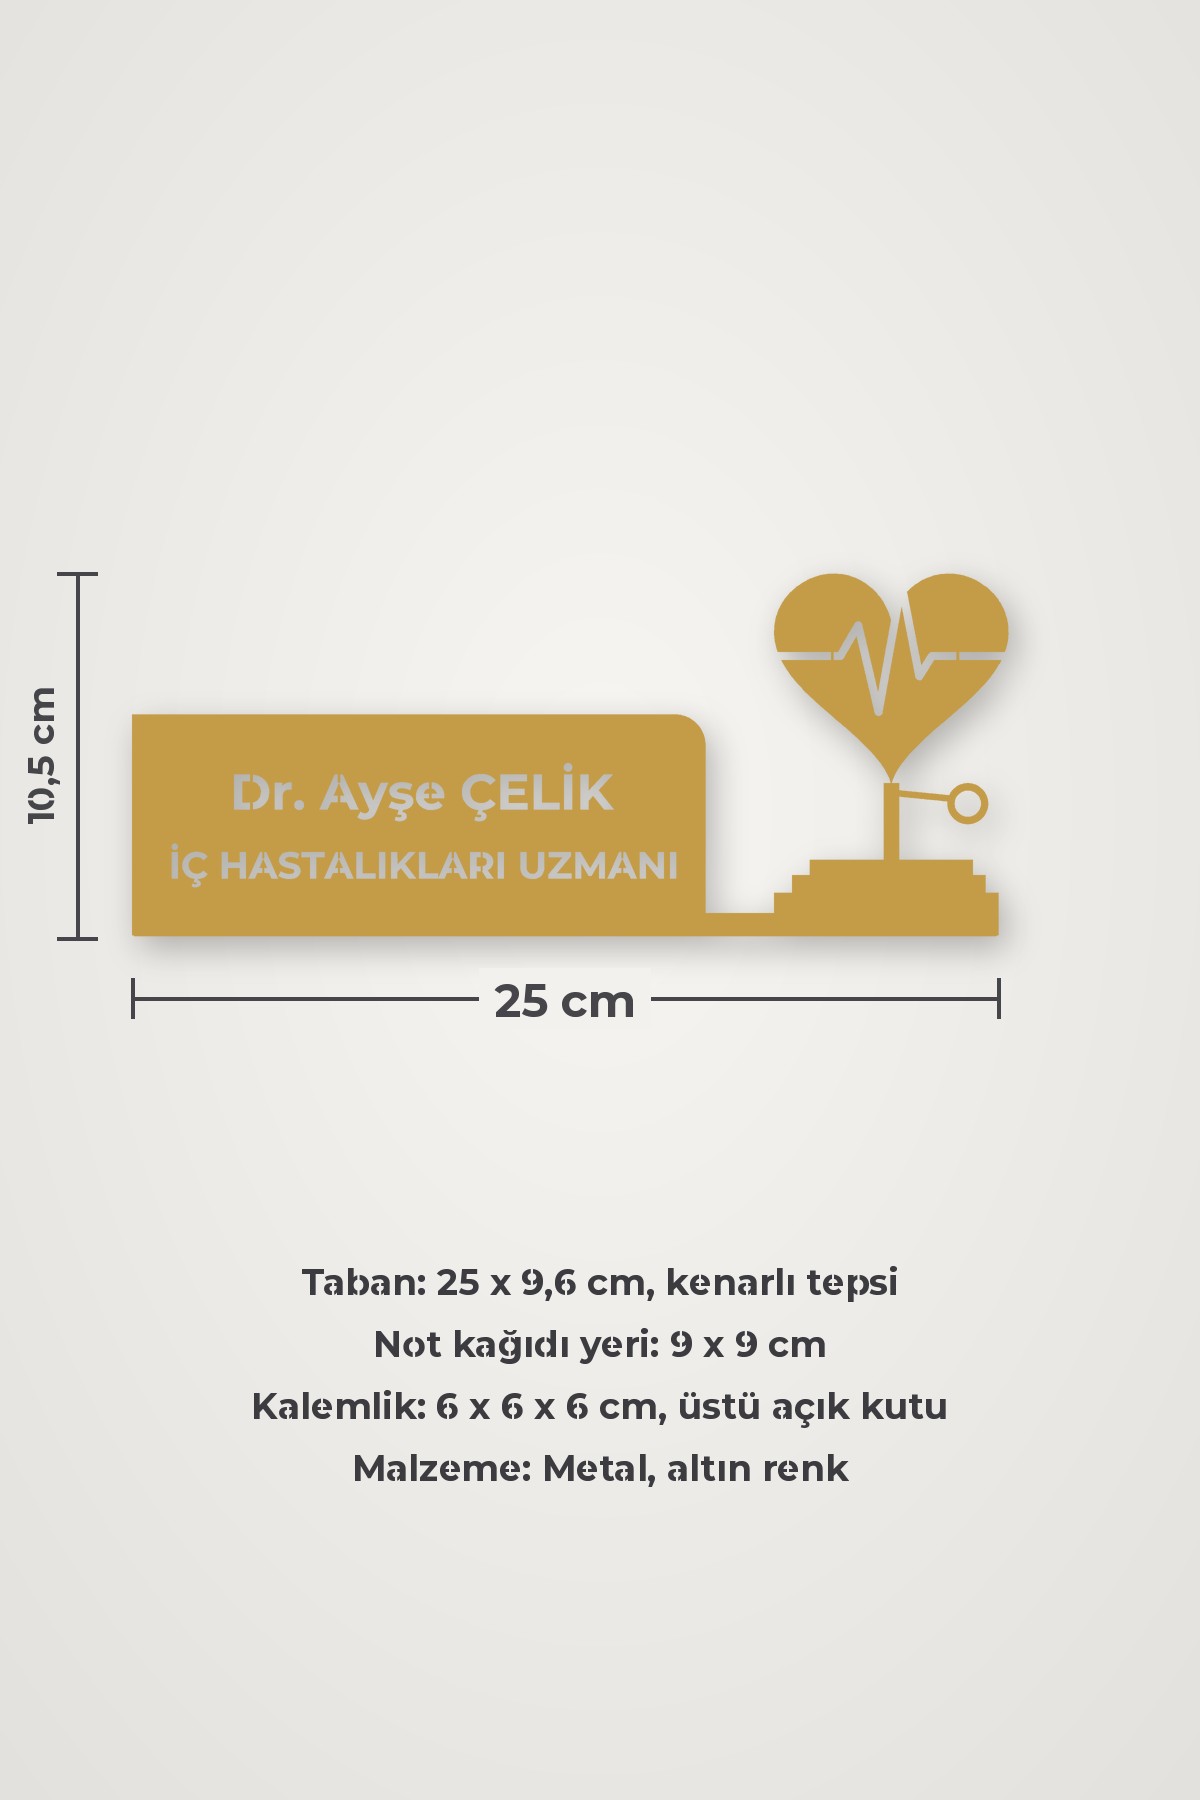 Dr. Ayşe ÇELİK
İÇ HASTALIKLARI UZMANI
10,5 cm
25 cm
Taban: 25 x 9,6 cm, kenarlı tepsi
Not kağıdı yeri: 9 x 9 cm
Kalemlik: 6 x 6 x 6 cm, üstü açık kutu
Malzeme: Metal, altın renk